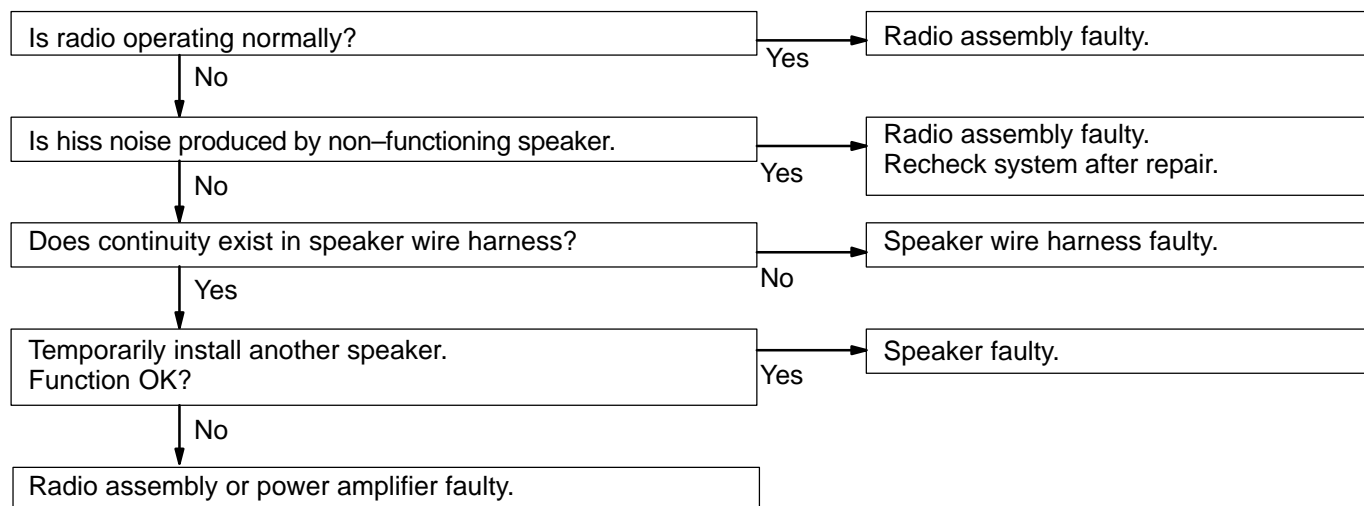 Is radio operating normally?
Yes
Radio assembly faulty.
No
Is hiss noise produced by non–functioning speaker.
Yes
Radio assembly faulty.
Recheck system after repair.
No
Does continuity exist in speaker wire harness?
No
Speaker wire harness faulty.
Yes
Temporarily install another speaker.
Function OK?
Yes
Speaker faulty.
No
Radio assembly or power amplifier faulty.